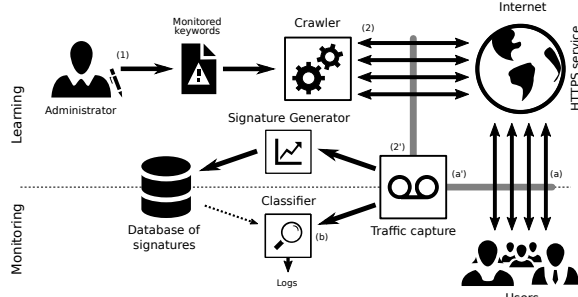 Internet
Monitored
keywords
Crawler
(2)
(1)
HTTPS service
Administrator
Learning
Signature Generator
(2')
(a')
(a)
Classifier
Monitoring
Database of
signatures
(b)
Traffic capture
Logs
Users